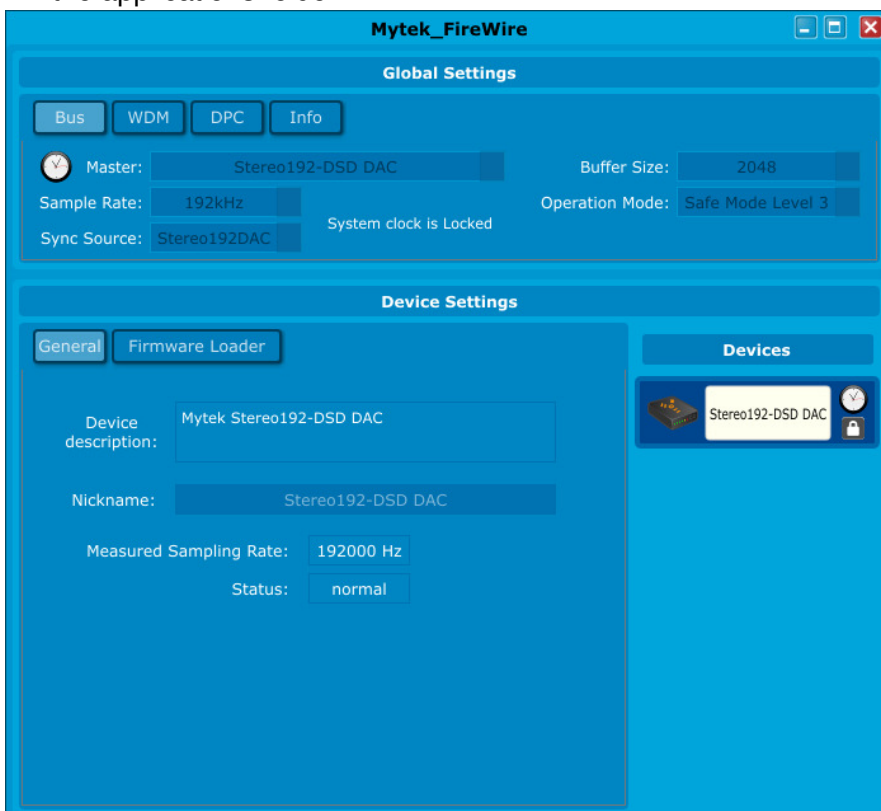 Mytek_FireWire
Global Settings
Bus WDM DPC Info
Master: Stereo192-DSD DAC Buffer Size: 2048
Sample Rate: 192kHz Operation Mode: Safe Mode Level 3
System clock is Locked
Sync Source: Stereo192DAC
Device Settings
General Firmware Loader
Devices
Stereo192-DSD DAC
Device description: Mytek Stereo192-DSD DAC
Nickname: Stereo192-DSD DAC
Measured Sampling Rate: 192000 Hz
Status: normal